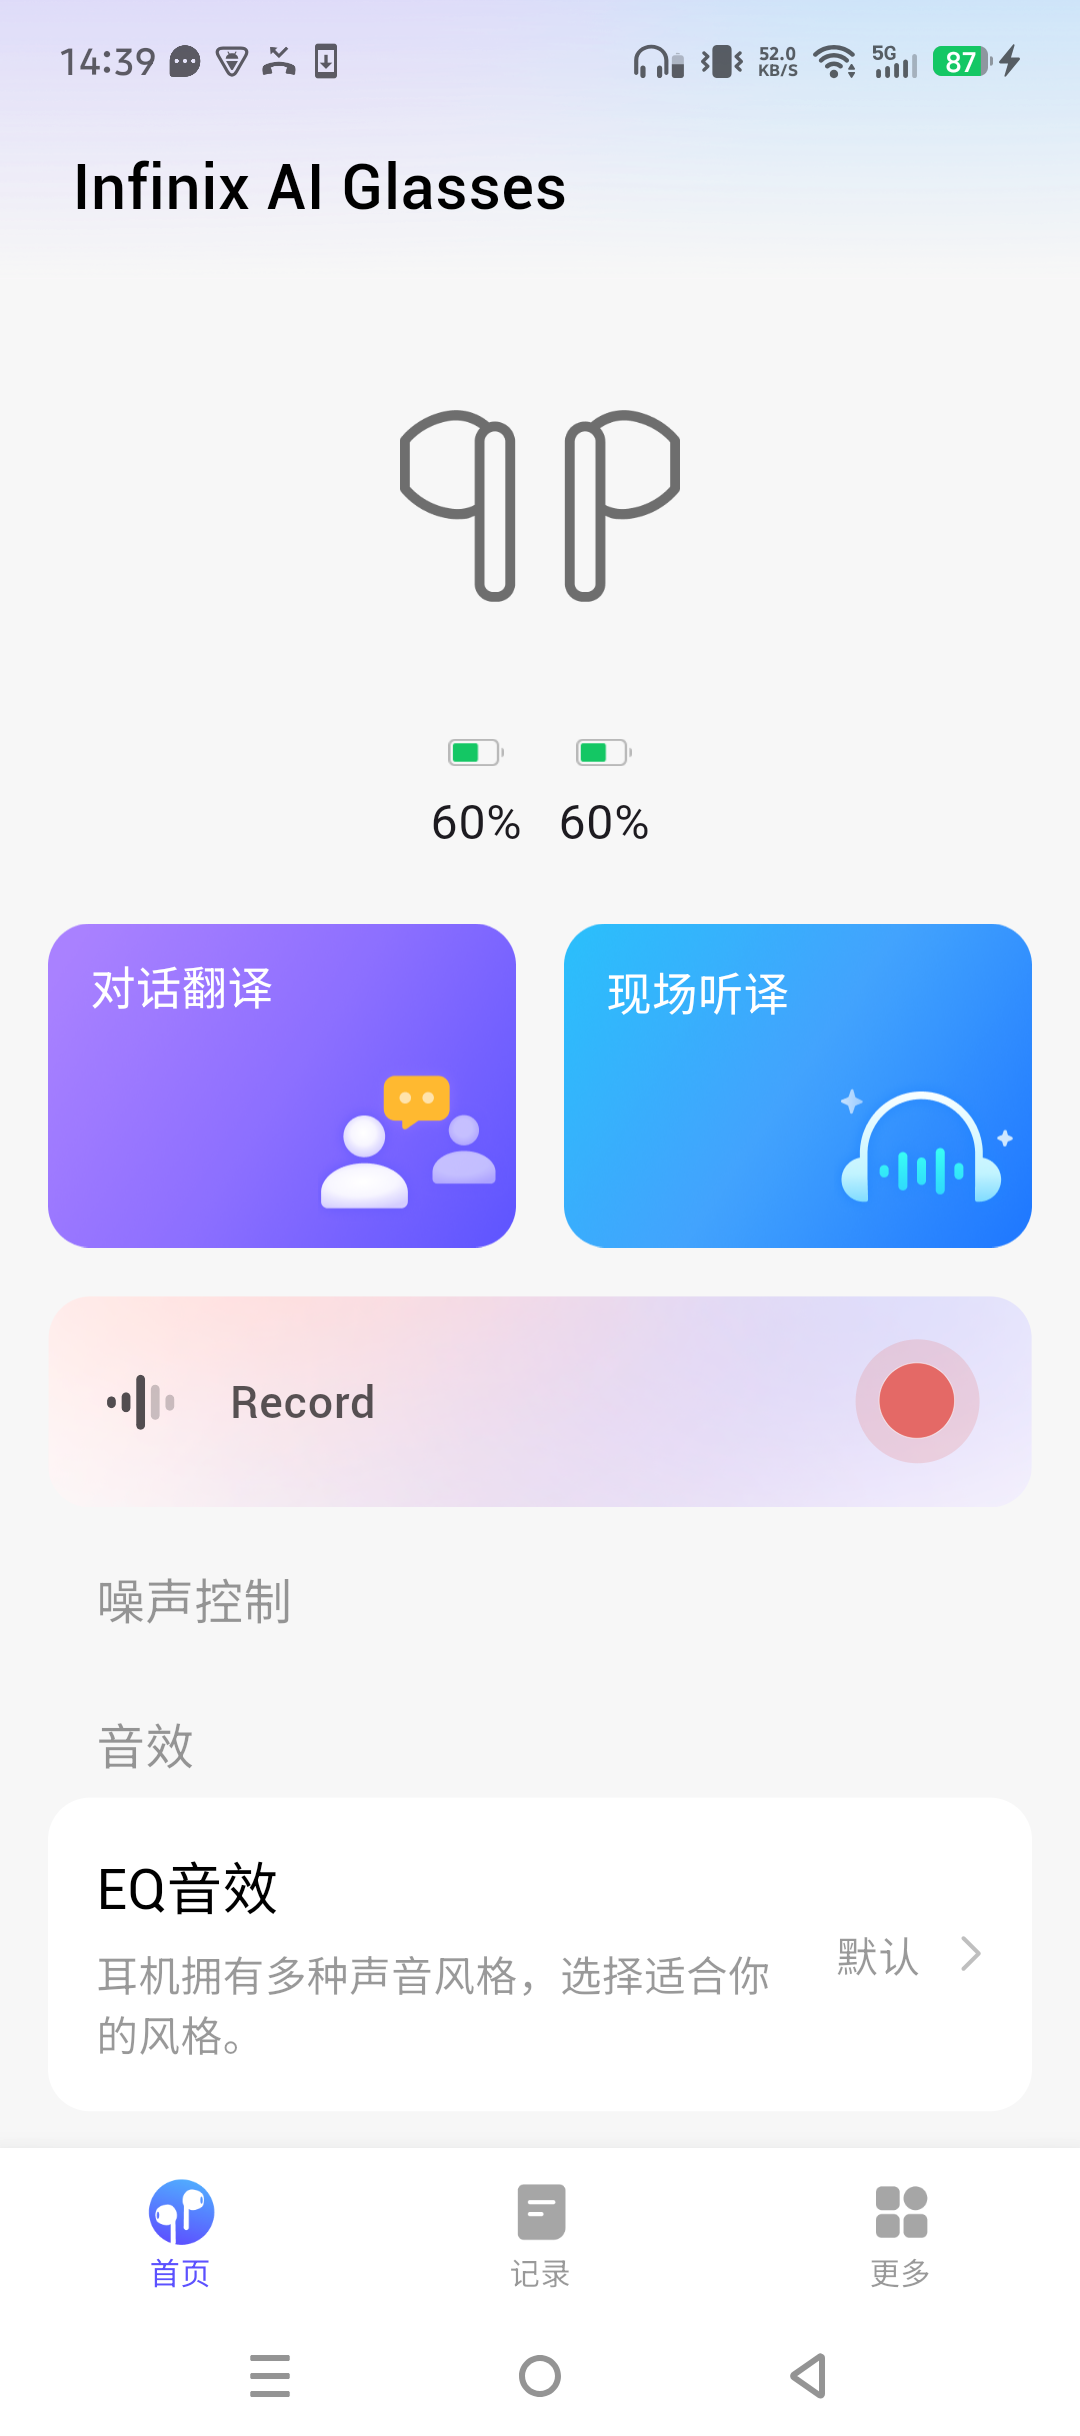 14:39
52.0
KB/S
5G
87
Infinix AI Glasses
60% 60%
对话翻译
现场听译
Record
噪声控制
音效
EQ音效
耳机拥有多种声音风格，选择适合你
的风格。
默认
首页
记录
更多